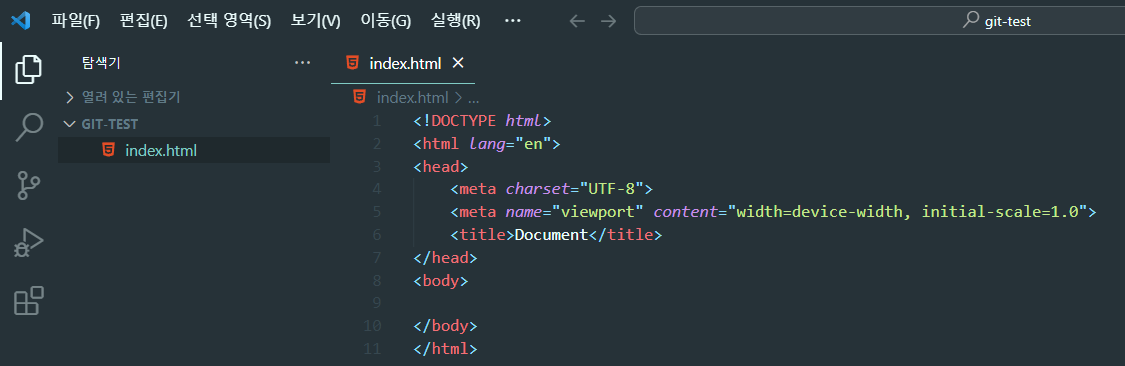 파일(F) 편집(E) 선택 영역(S) 보기(V) 이동(G) 실행(R) ··· git-test
탐색기 ···
열려 있는 편집기
GIT-TEST
index.html
index.html
index.html > ...
1 <!DOCTYPE html>
2 <html lang="en">
3 <head>
4 <meta charset="UTF-8">
5 <meta name="viewport" content="width=device-width, initial-scale=1.0">
6 <title>Document</title>
7 </head>
8 <body>
9
10 </body>
11 </html>